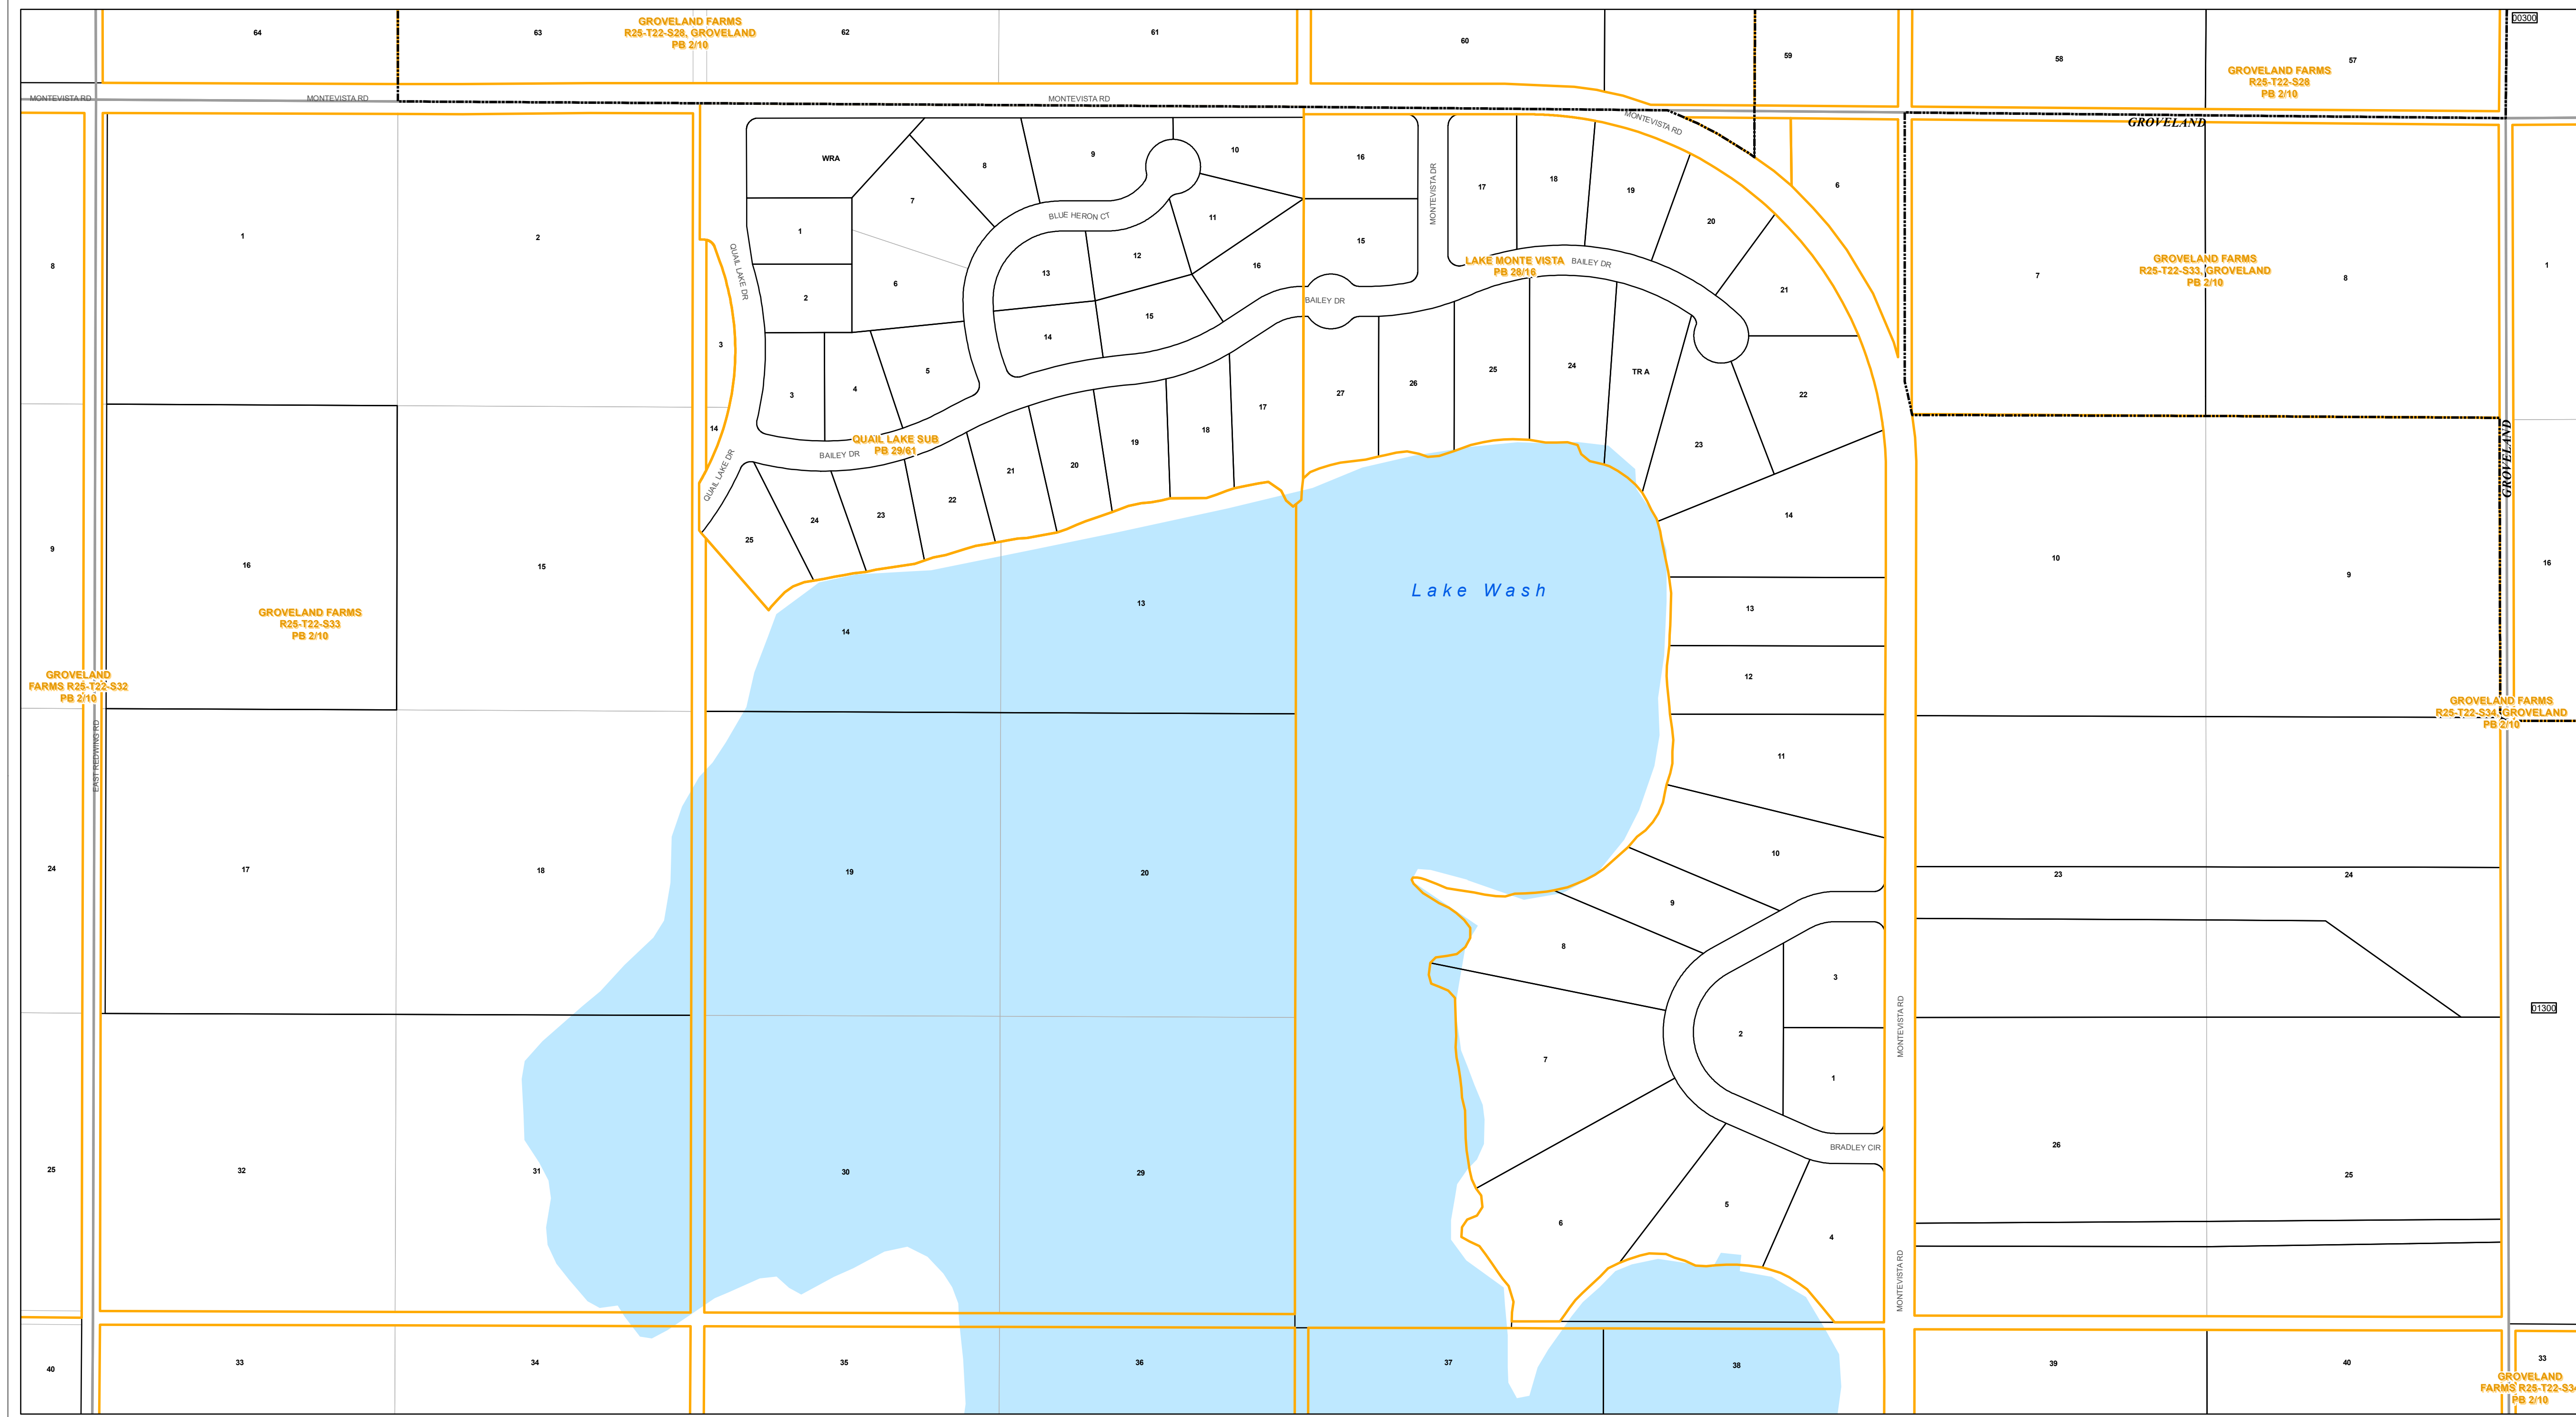 GROVELAND FARMS
R25-T22-S28, GROVELAND
PB 2/10
64
63
62
61
60
59
58
57
00300
GROVELAND FARMS
R25-T22-S28
PB 2/10
MONTEVISTA RD
MONTEVISTA RD
MONTEVISTA RD
MONTEVISTA RD
GROVELAND
8
1
2
WRA
1
2
3
14
3
4
5
6
7
8
9
10
11
12
13
14
15
16
QUAIL LAKE DR
BLUE HERON CT
16
15
MONTEVISTA DR
17
18
19
20
21
22
6
LAKE MONTE VISTA
PB 28/16
BAILEY DR
BAILEY DR
GROVELAND FARMS
R25-T22-S33, GROVELAND
PB 2/10
7
8
1
QUAIL LAKE SUB
PB 29/61
BAILEY DR
QUAIL LAKE DR
25
24
23
22
21
20
19
18
17
27
26
25
24
TR A
23
14
GROVELAND
9
16
15
14
13
Lake Wash
13
12
11
10
9
16
GROVELAND FARMS
R25-T22-S33
PB 2/10
GROVELAND
FARMS R25-T22-S32
PB 2/10
GROVELAND FARMS
R25-T22-S34, GROVELAND
PB 2/10
EAST REDWING RD
24
17
18
19
20
10
9
8
7
6
5
4
3
2
1
BRADLEY CIR
MONTEVISTA RD
MONTEVISTA RD
23
24
01300
25
32
31
30
29
26
25
40
33
34
35
36
37
38
39
40
33
GROVELAND
FARMS R25-T22-S34
PB 2/10